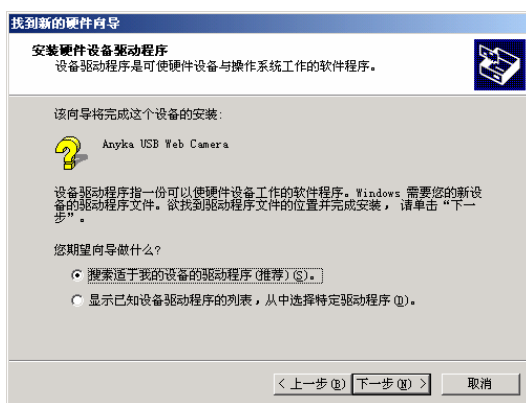 找到新的硬件向导
安装硬件设备驱动程序
设备驱动程序是可使硬件设备与操作系统工作的软件程序。
该向导将完成这个设备的安装:
Anyka USB Web Camera
设备驱动程序指一份可以使硬件设备工作的软件程序。Windows 需要您的新设
备的驱动程序文件。欲找到驱动程序文件的位置并完成安装，请单击“下一
步”。
您期望向导做什么?
搜索适于我的设备的驱动程序(推荐)(S)。
显示已知设备驱动程序的列表，从中选择特定驱动程序(D)。
< 上一步(B) 下一步(N) > 取消